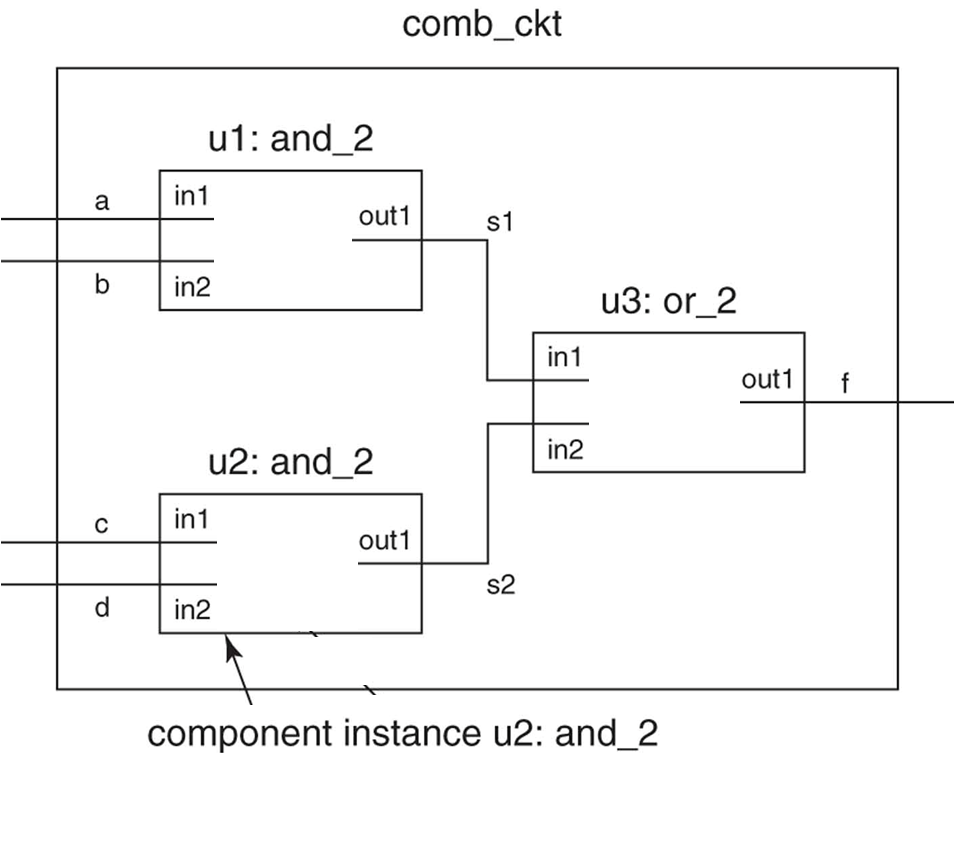 comb_ckt
u1: and_2
a
in1
out1
s1
b
in2
u3: or_2
in1
out1
f
in2
u2: and_2
c
in1
out1
s2
d
in2
component instance u2: and_2